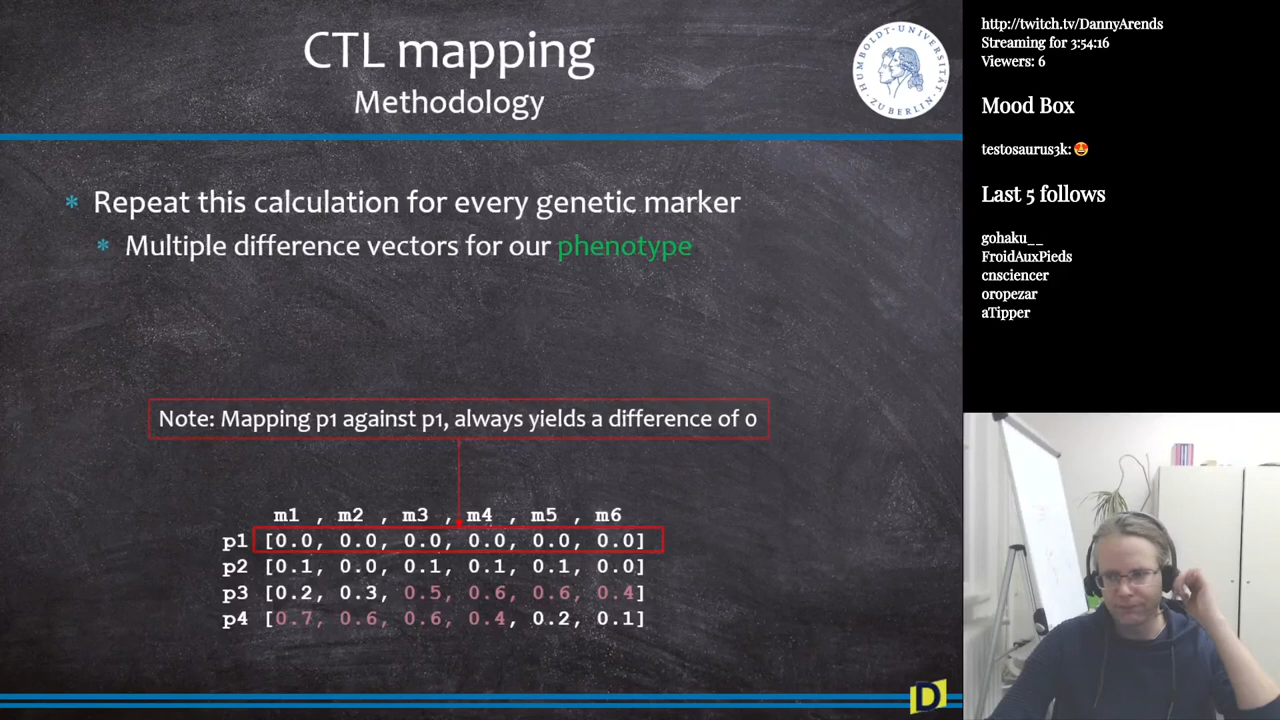 CTL mapping
Methodology
HUMBOLDT-UNIVERSITÄT ZU BERLIN
* Repeat this calculation for every genetic marker
* Multiple difference vectors for our phenotype
Note: Mapping p1 against p1, always yields a difference of 0
m1 , m2 , m3 , m4 , m5 , m6
p1 [0.0, 0.0, 0.0, 0.0, 0.0, 0.0]
p2 [0.1, 0.0, 0.1, 0.1, 0.1, 0.0]
p3 [0.2, 0.3, 0.5, 0.6, 0.6, 0.4]
p4 [0.7, 0.6, 0.6, 0.4, 0.2, 0.1]
D
http://twitch.tv/DannyArends
Streaming for 3:54:16
Viewers: 6
Mood Box
testosaurus3k:🤩
Last 5 follows
gohaku__
FroidAuxPieds
cnsciencer
oropezar
aTipper